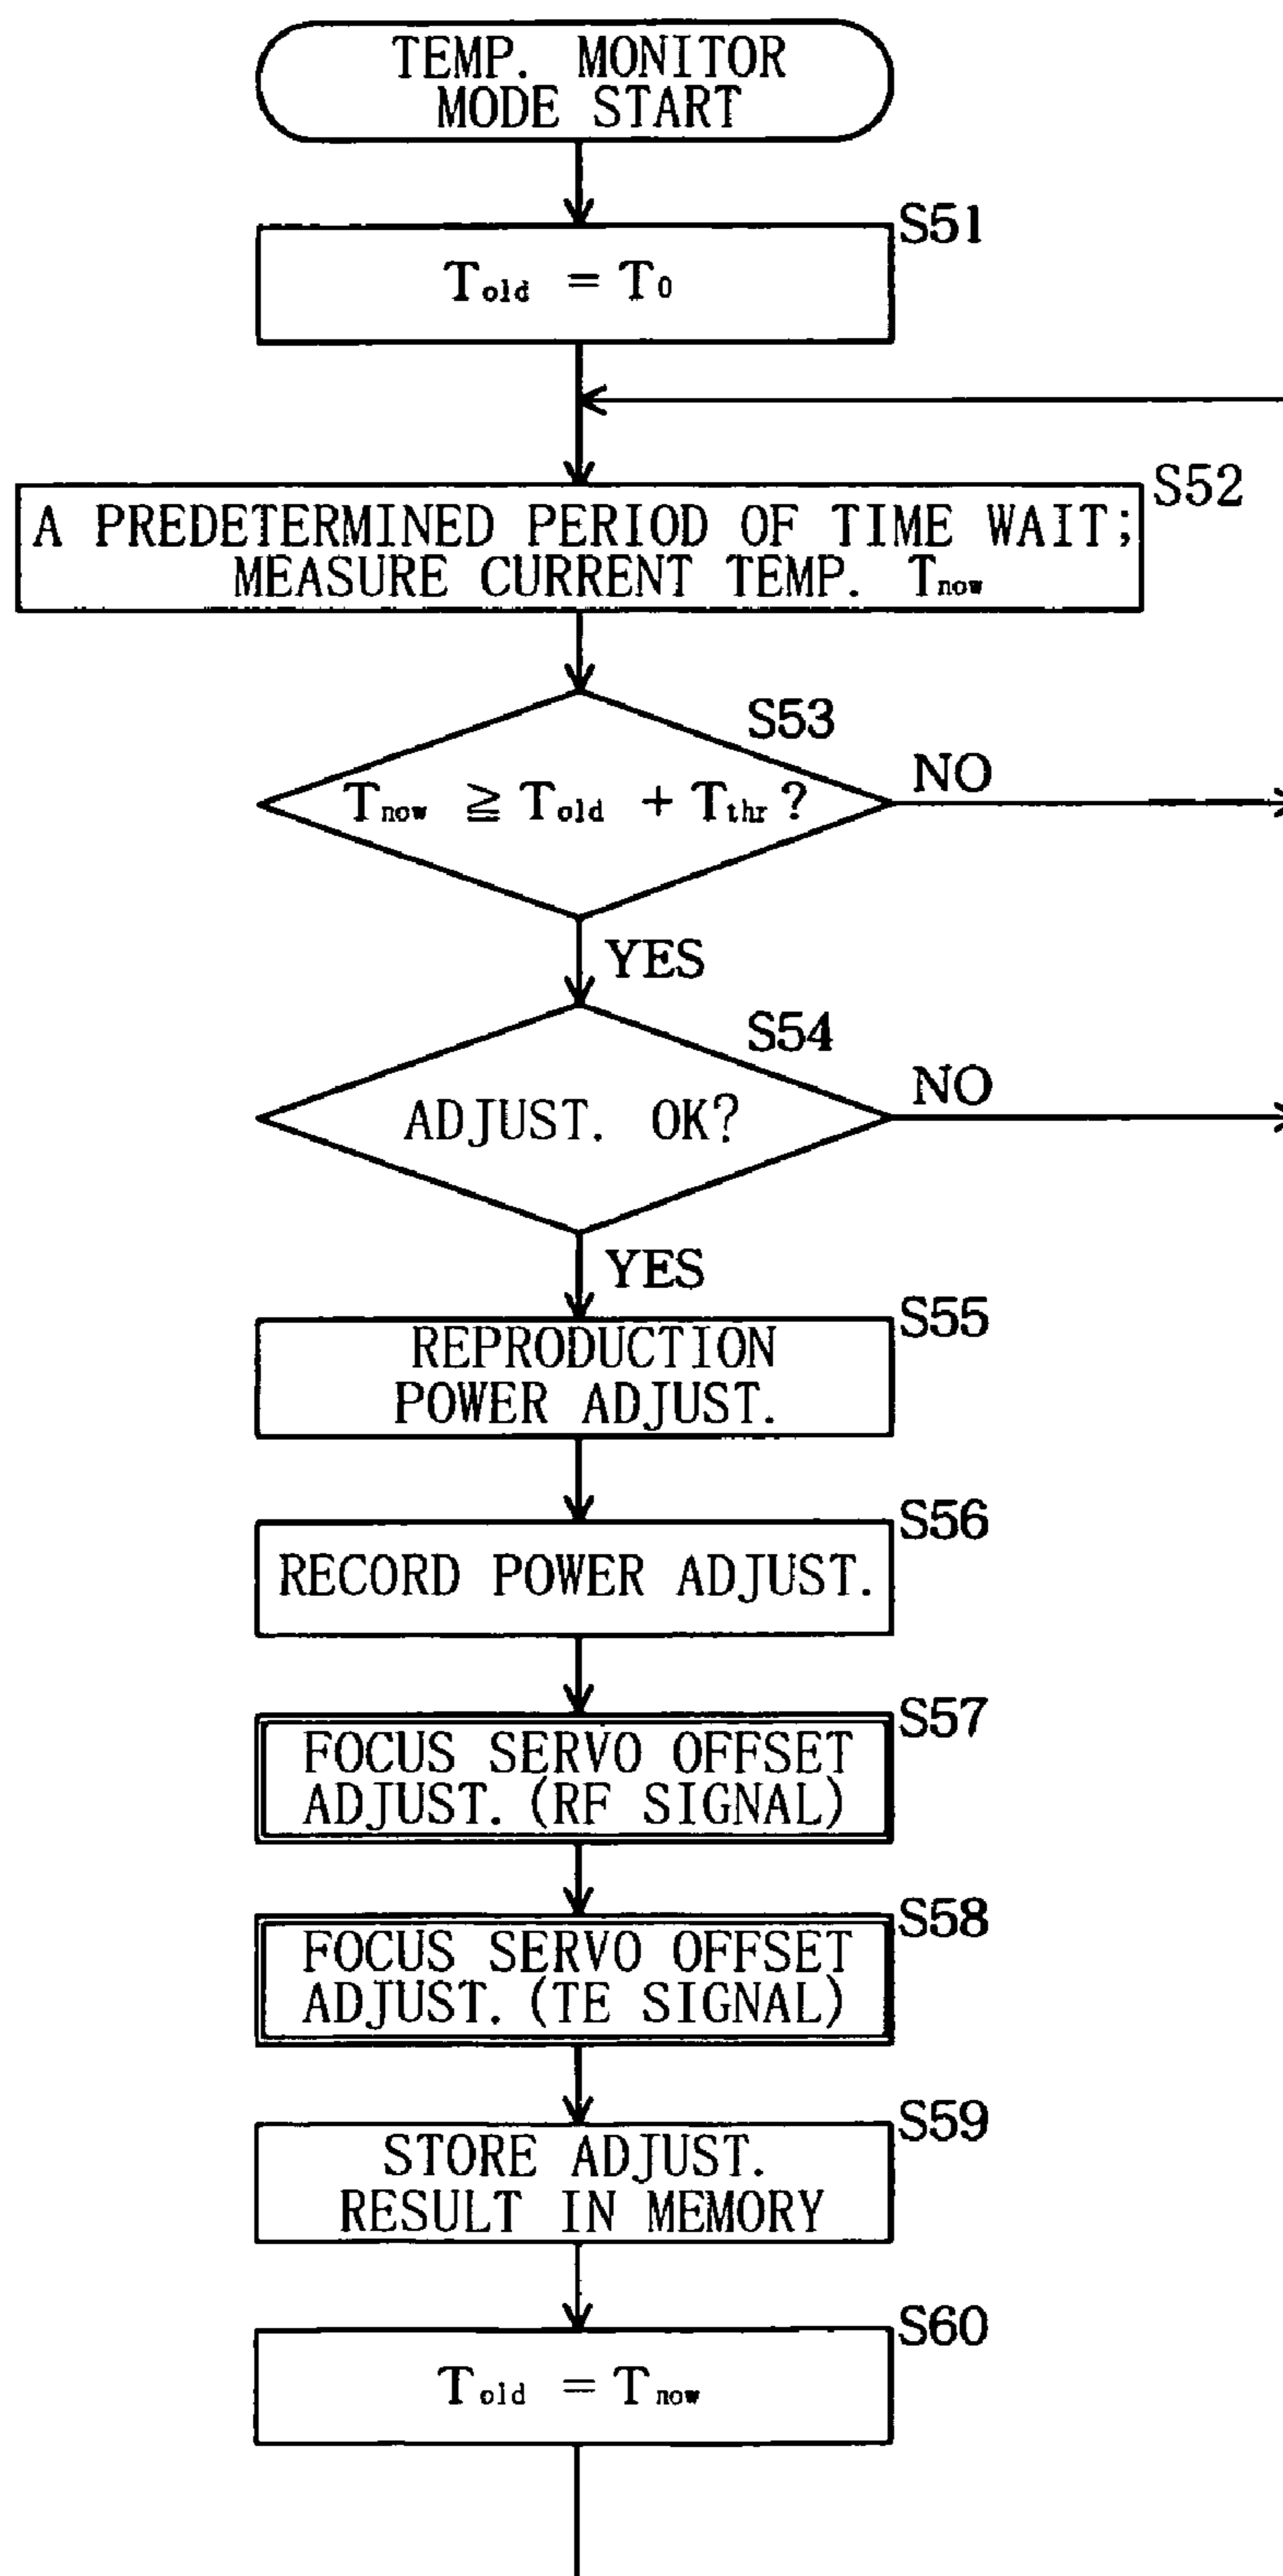 TEMP. MONITOR
MODE START
S51
Told = T0
S52
A PREDETERMINED PERIOD OF TIME WAIT;
MEASURE CURRENT TEMP. Tnow
S53
Tnow ≧ Told + Tthr?
NO
YES
S54
ADJUST. OK?
NO
YES
S55
REPRODUCTION
POWER ADJUST.
S56
RECORD POWER ADJUST.
S57
FOCUS SERVO OFFSET
ADJUST. (RF SIGNAL)
S58
FOCUS SERVO OFFSET
ADJUST. (TE SIGNAL)
S59
STORE ADJUST.
RESULT IN MEMORY
S60
Told = Tnow